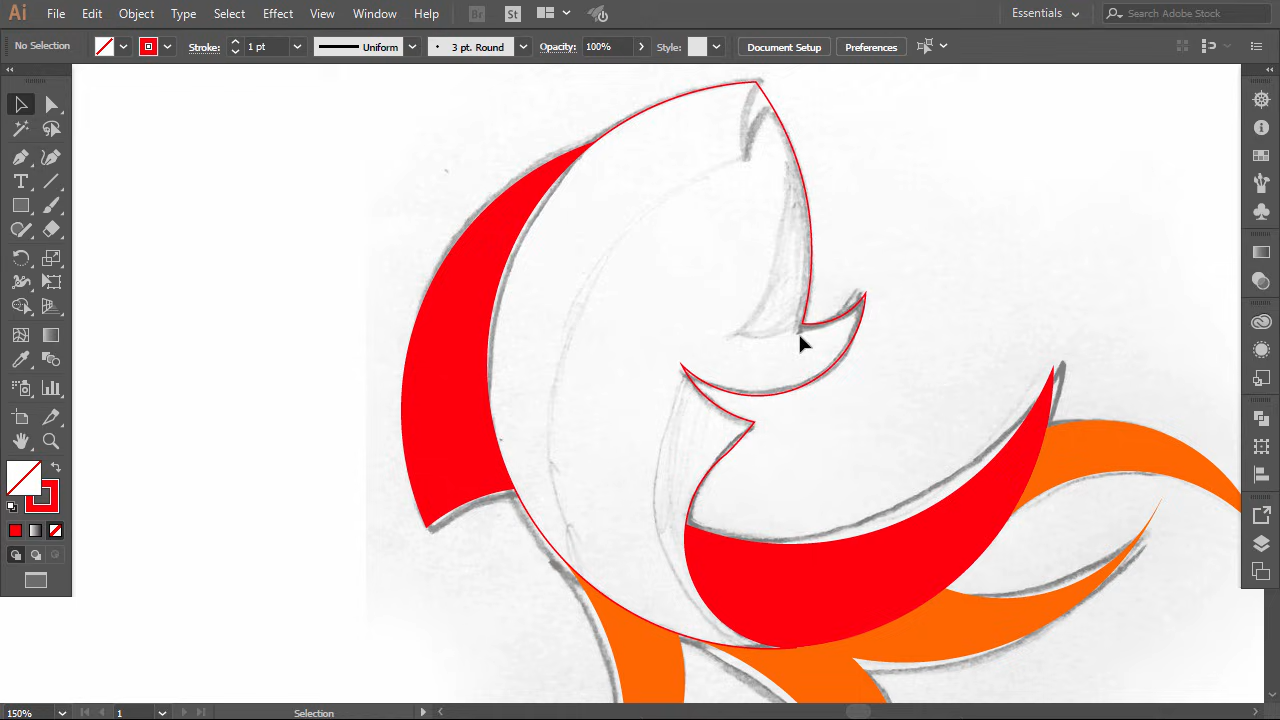 Ai File Edit Object Type Select Effect View Window Help Br St Essentials Search Adobe Stock
No Selection Stroke: 1 pt Uniform 3 pt. Round Opacity: 100% Style: Document Setup Preferences
150% 1 Selection